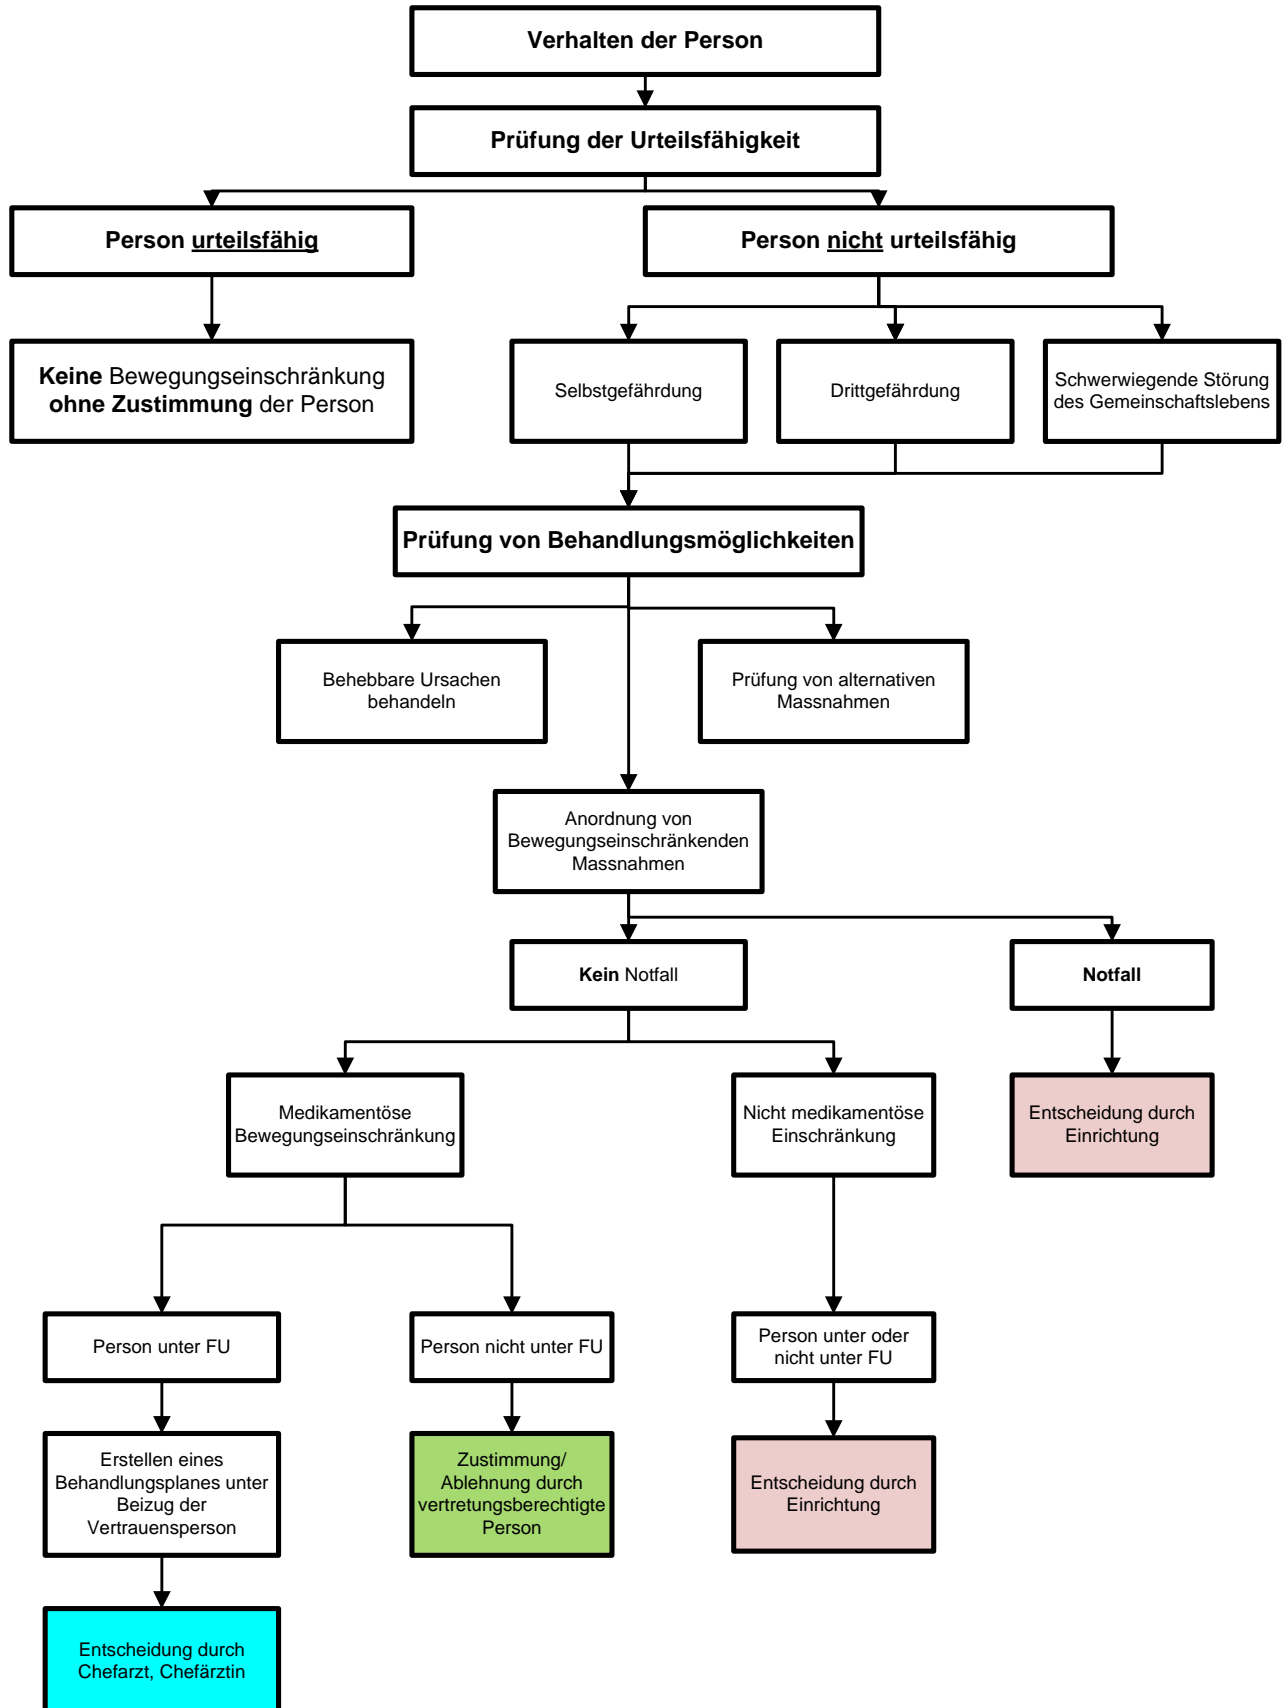 Verhalten der Person
Prüfung der Urteilsfähigkeit
Person urteilsfähig
Person nicht urteilsfähig
Keine Bewegungseinschränkung
ohne Zustimmung der Person
Selbstgefährdung
Drittgefährdung
Schwerwiegende Störung
des Gemeinschaftslebens
Prüfung von Behandlungsmöglichkeiten
Behebbare Ursachen
behandeln
Prüfung von alternativen
Massnahmen
Anordnung von
Bewegungseinschränkenden
Massnahmen
Kein Notfall
Notfall
Medikamentöse
Bewegungseinschränkung
Nicht medikamentöse
Einschränkung
Entscheidung durch
Einrichtung
Person unter FU
Person nicht unter FU
Person unter oder
nicht unter FU
Erstellen eines
Behandlungsplanes unter
Beizug der
Vertrauensperson
Zustimmung/
Ablehnung durch
vertretungsberechtigte
Person
Entscheidung durch
Einrichtung
Entscheidung durch
Chefarzt, Chefärztin